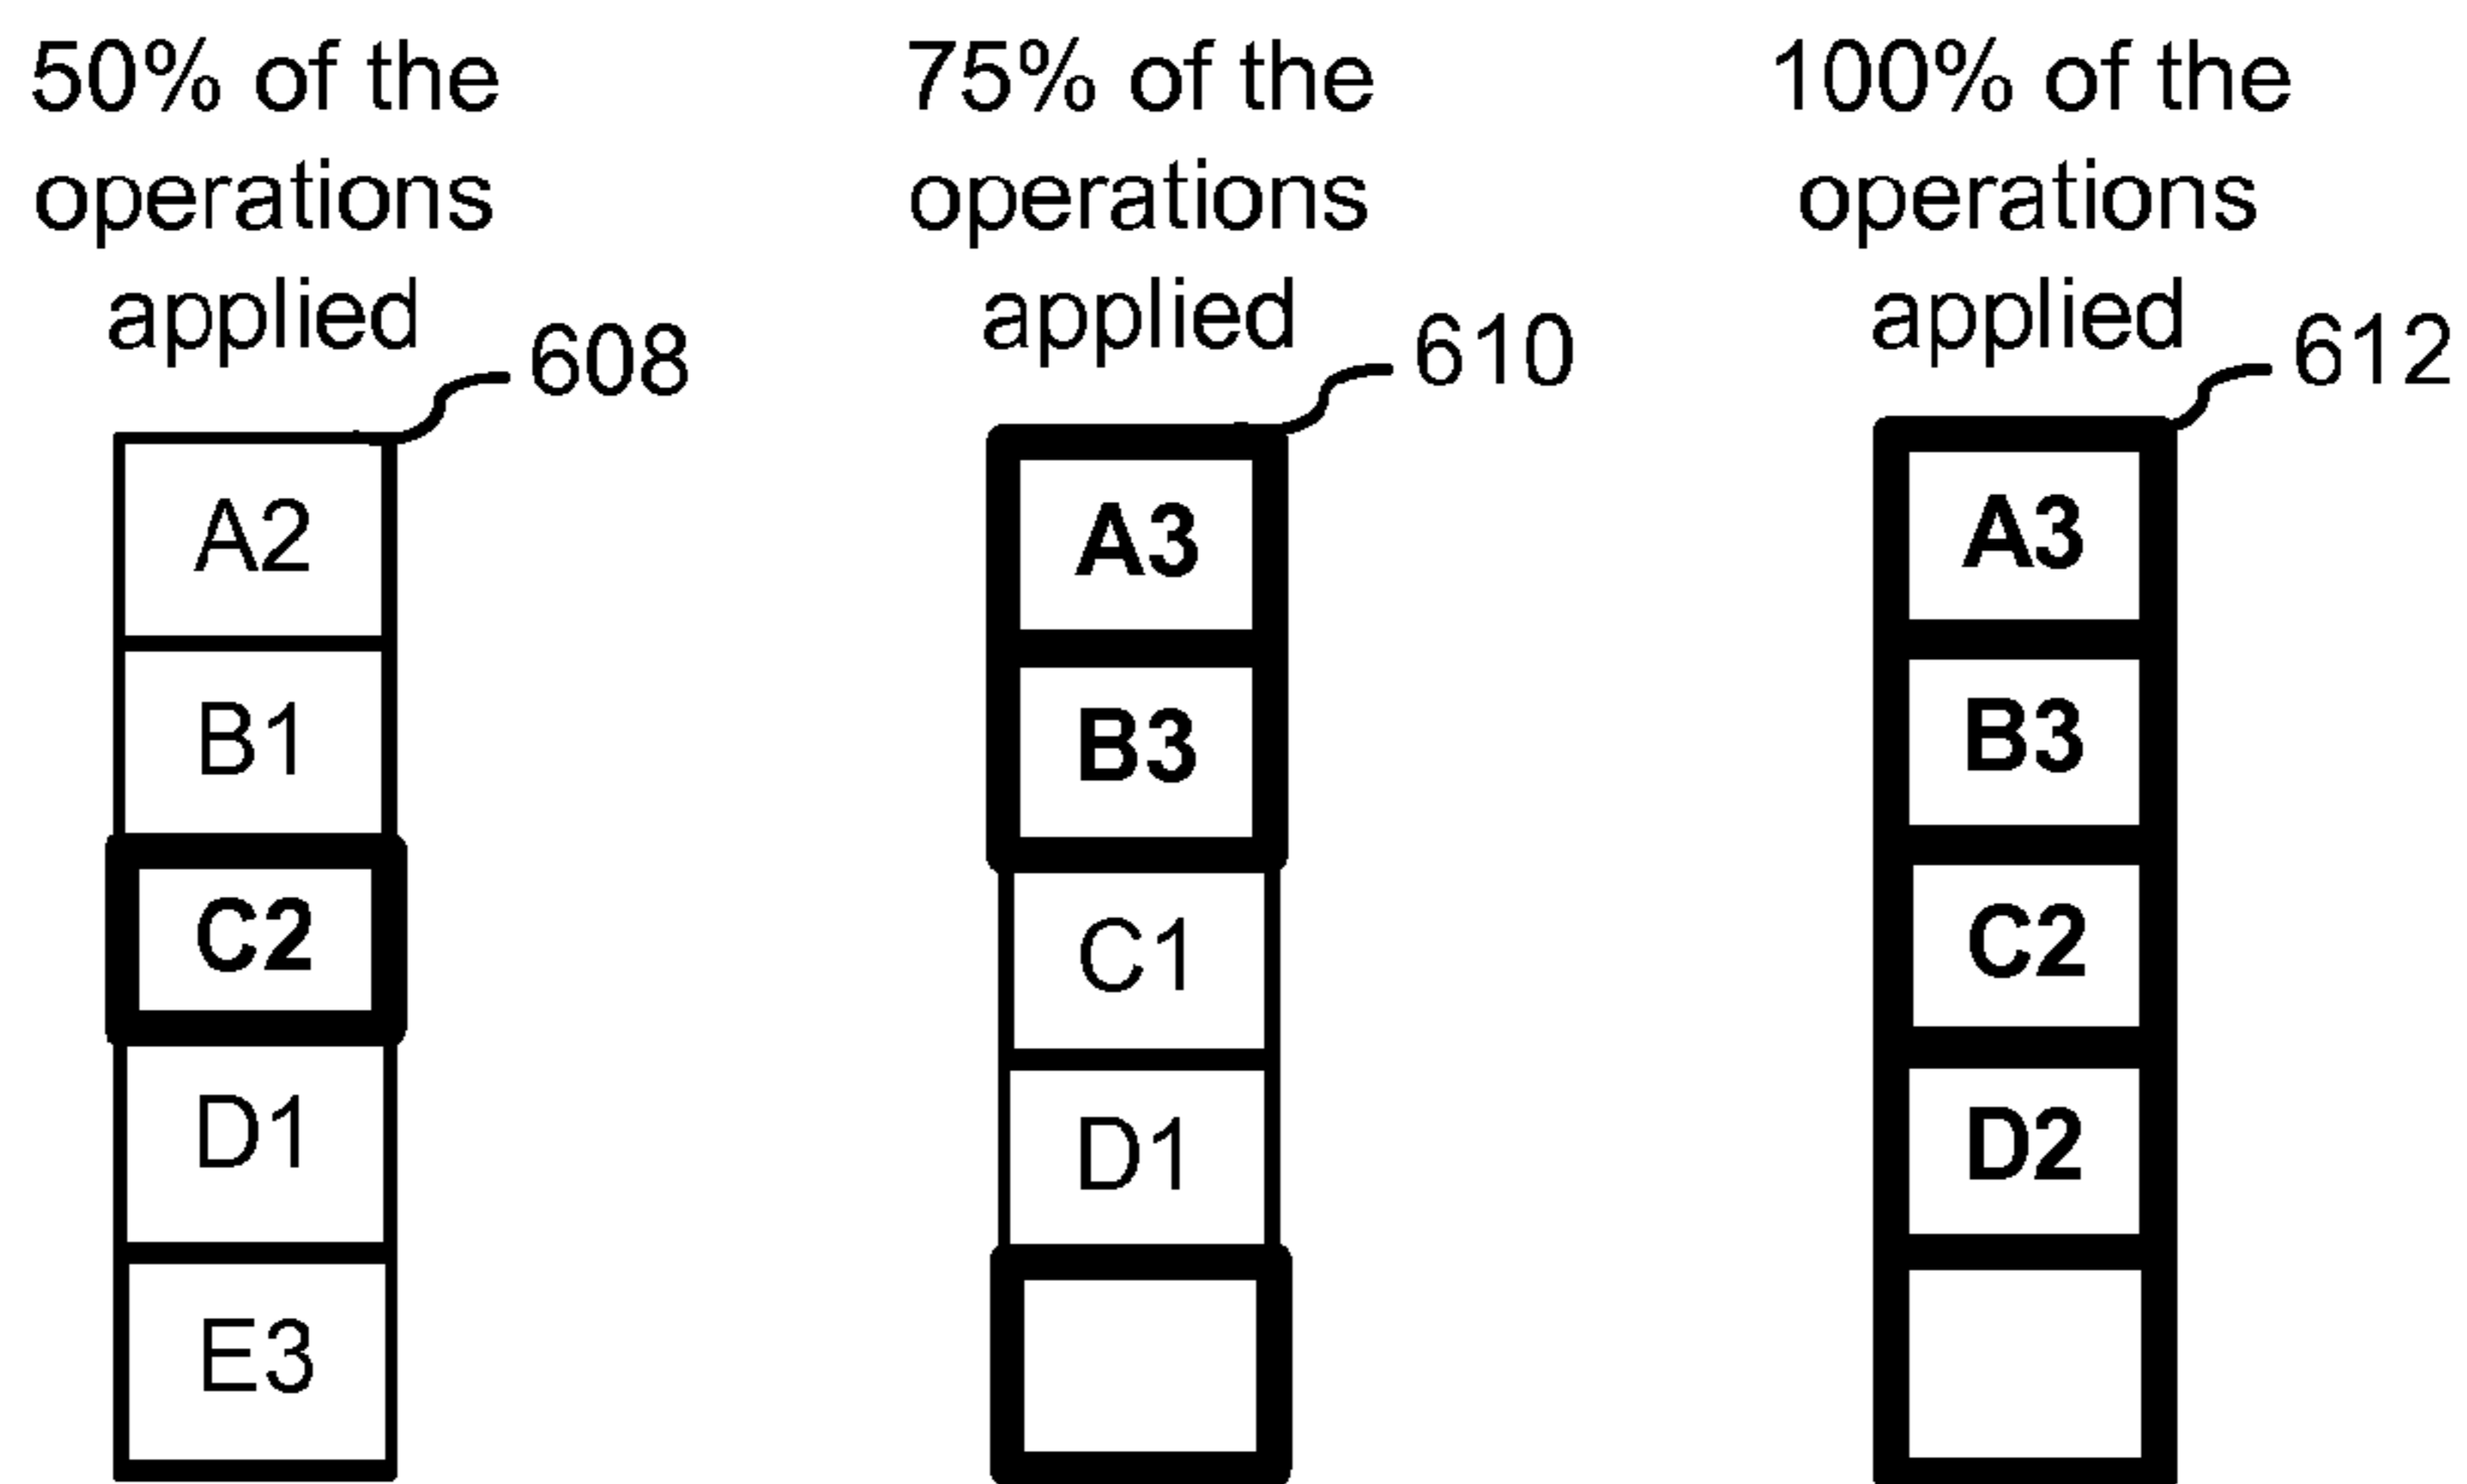 50% of the
operations
applied
608
A2
B1
C2
D1
E3
75% of the
operations
applied
610
A3
B3
C1
D1
100% of the
operations
applied
612
A3
B3
C2
D2